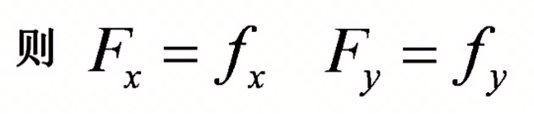 则 $F_x = f_x$ $F_y = f_y$